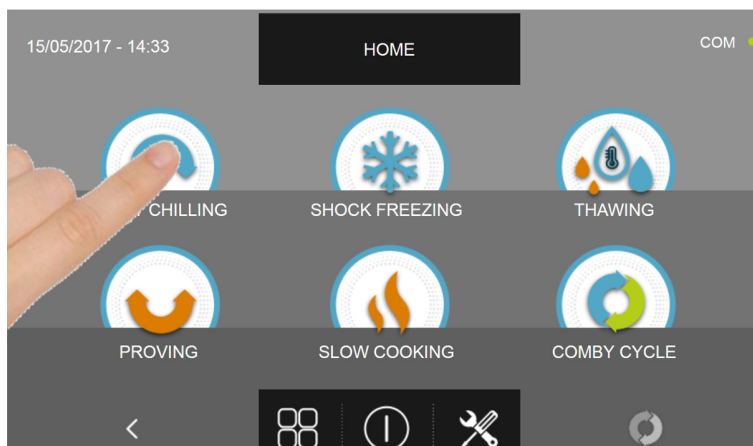 15/05/2017 - 14:33
HOME
COM
CHILLING
SHOCK FREEZING
THAWING
PROVING
SLOW COOKING
COMBY CYCLE